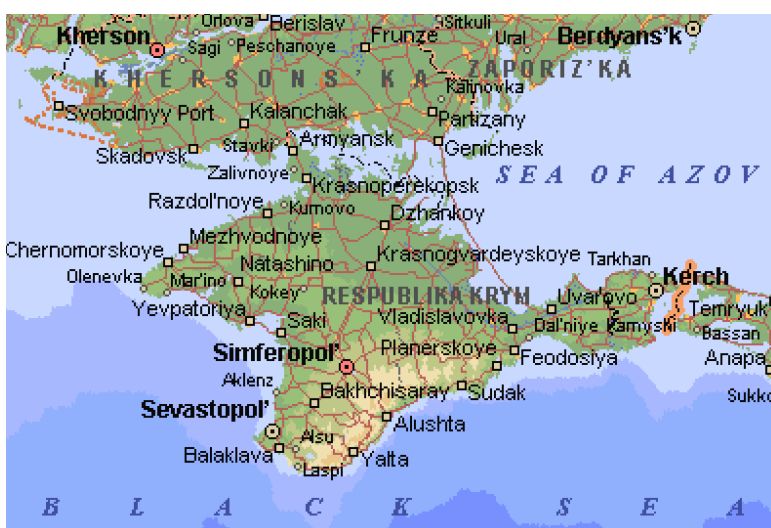 Orlova
Berislav
Sitkuli
Kherson
Sagi
Peschanoye
Frunze
Ural
Berdyans'k
KHERSONS'KA
ZAPORIZ'KA
Kalinovka
Svobodnyy Port
Kalanchak
Partizany
Skadovsk
Stavki
Armyansk
Genichesk
Zalivnoye
Krasnoperekopsk
SEA OF AZOV
Razdol'noye
Kumovo
Dzhankoy
Mezhvodnoye
Chernomorskoye
Krasnogvardeyskoye
Tarkhan
Olenevka
Mar'ino
Natashino
Kerch
Kokey
RESPUBLIKA KRYM
Uvarovo
Yevpatoriya
Vladislavovka
Temryuk
Saki
Dal'niye Kamyski
Bassan
Simferopol'
Planerskoye
Feodosiya
Anapa
Aklenz
Bakhchisaray
Sudak
Sukko
Sevastopol'
Alushta
Alsu
Balaklava
Laspi
Yalta
BLACK SEA